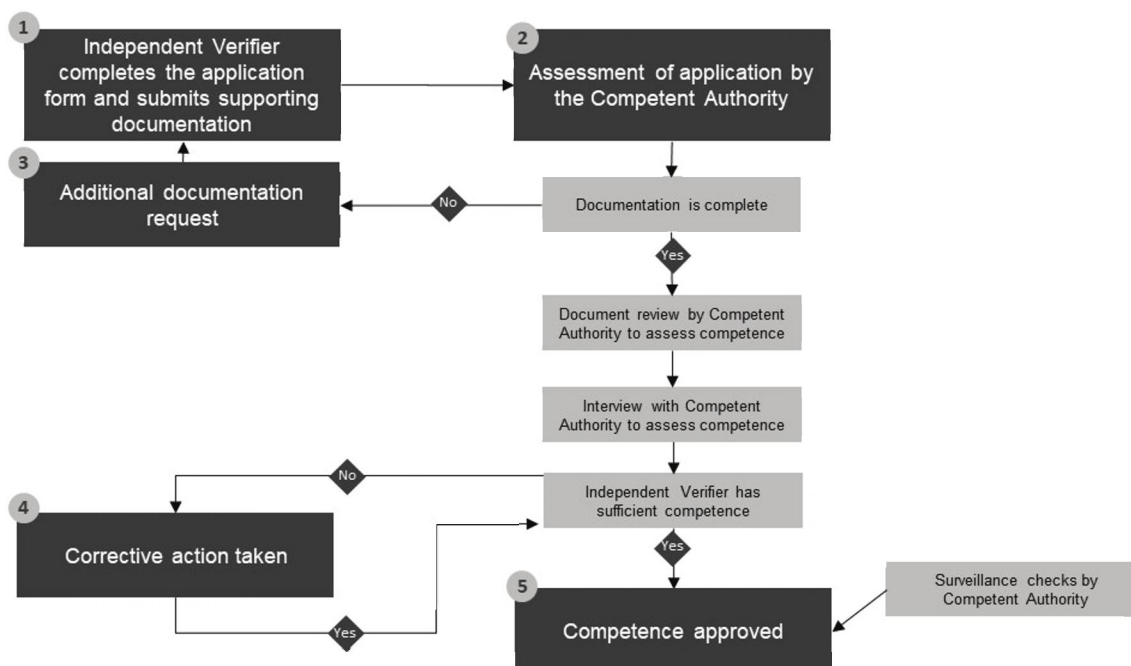 1
Independent Verifier
completes the application
form and submits supporting
documentation
2
Assessment of application by
the Competent Authority
3
Additional documentation
request
No
Documentation is complete
Yes
Document review by Competent
Authority to assess competence
Interview with Competent
Authority to assess competence
No
Independent Verifier has
sufficient competence
4
Corrective action taken
Yes
Yes
5
Competence approved
Surveillance checks by
Competent Authority